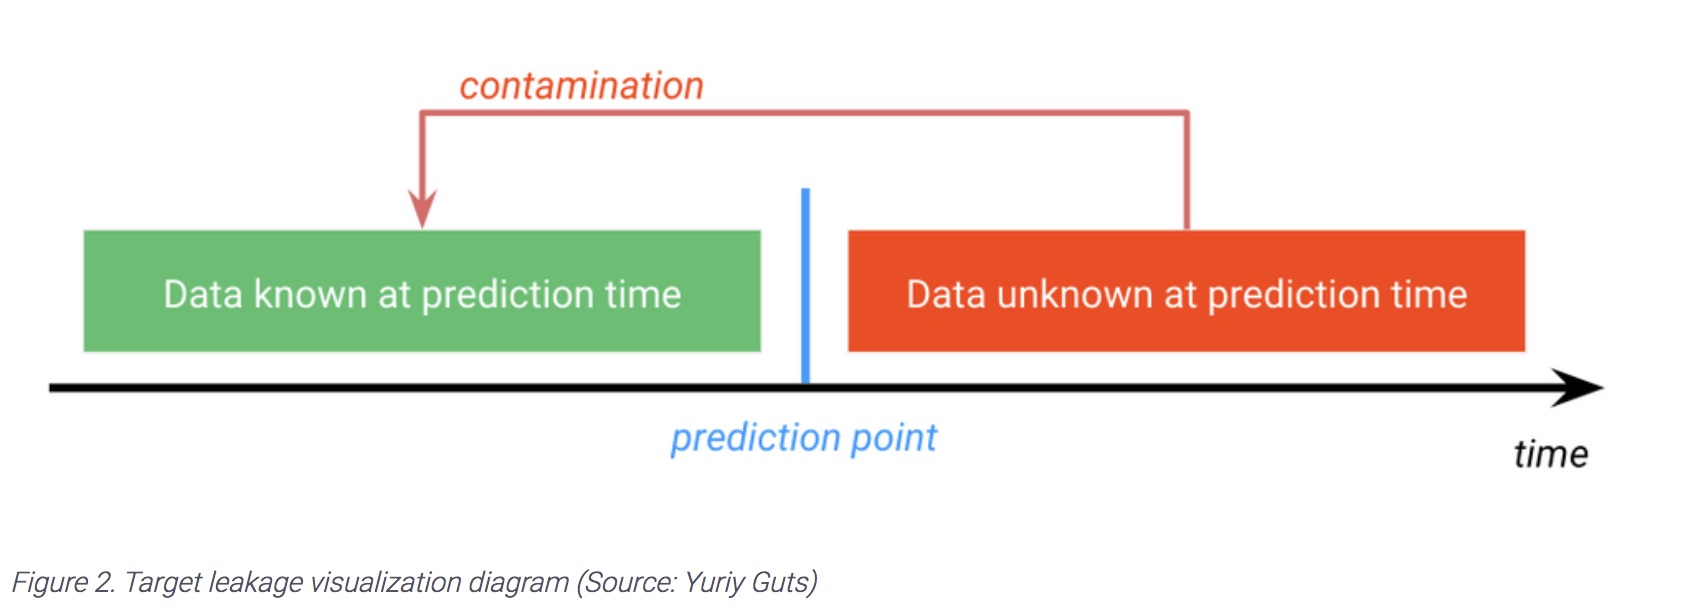 contamination
Data known at prediction time
Data unknown at prediction time
prediction point
time
Figure 2. Target leakage visualization diagram (Source: Yuriy Guts)